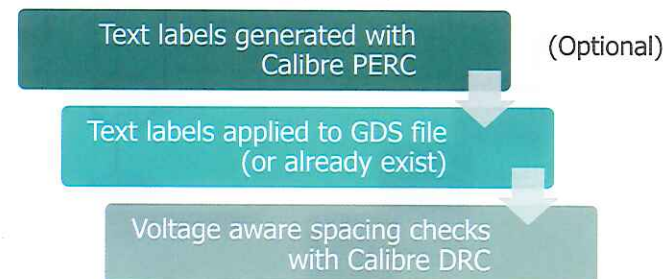 Text labels generated with
Calibre PERC
(Optional)
Text labels applied to GDS file
(or already exist)
Voltage aware spacing checks
with Calibre DRC